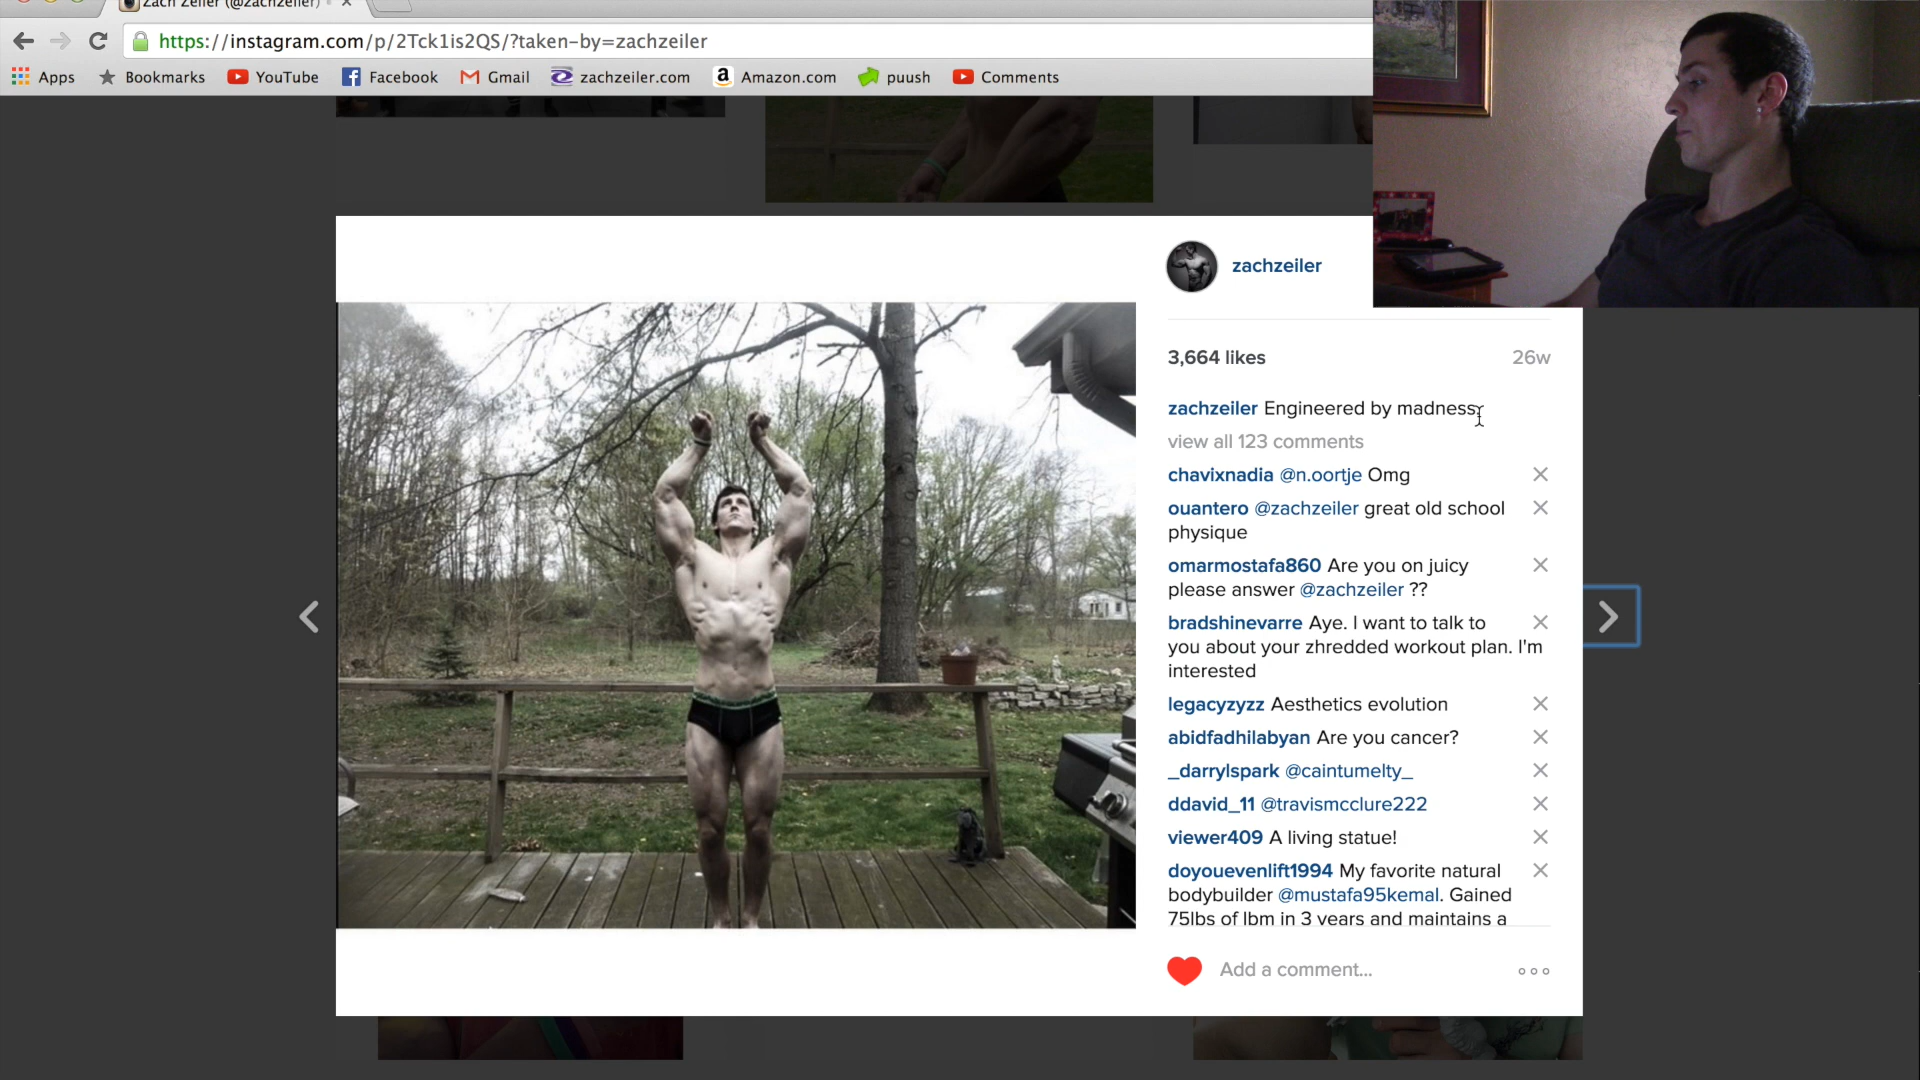 Zach Zeiler (@zachzeiler)
https://instagram.com/p/2Tck1is2QS/?taken-by=zachzeiler
Apps Bookmarks YouTube Facebook Gmail zachzeiler.com Amazon.com puush Comments
zachzeiler
3,664 likes 26w
zachzeiler Engineered by madness.
view all 123 comments
chavixnadia @n.oortje Omg
ouantero @zachzeiler great old school
physique
omarmostafa860 Are you on juicy
please answer @zachzeiler ??
bradshinevarre Aye. I want to talk to
you about your zhredded workout plan. I'm
interested
legacyzyzz Aesthetics evolution
abidfadhilabyan Are you cancer?
_darrylspark @caintumelty_
ddavid_11 @travismcclure222
viewer409 A living statue!
doyouevenlift1994 My favorite natural
bodybuilder @mustafa95kemal. Gained
75lbs of lbm in 3 years and maintains a
Add a comment...